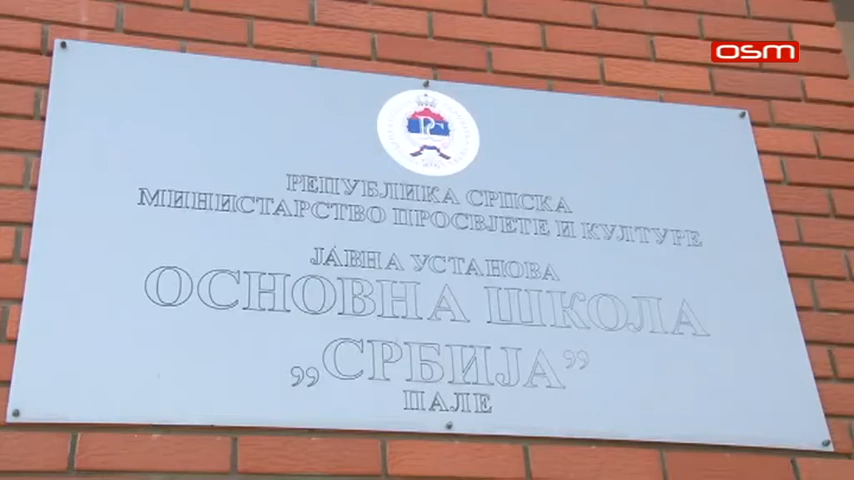 OSM
РЕПУБЛИКА СРПСКА
МИНИСТАРСТВО ПРОСВЈЕТЕ И КУЛТУРЕ
ЈАВНА УСТАНОВА
ОСНОВНА ШКОЛА
„СРБИЈА”
ПАЛЕ